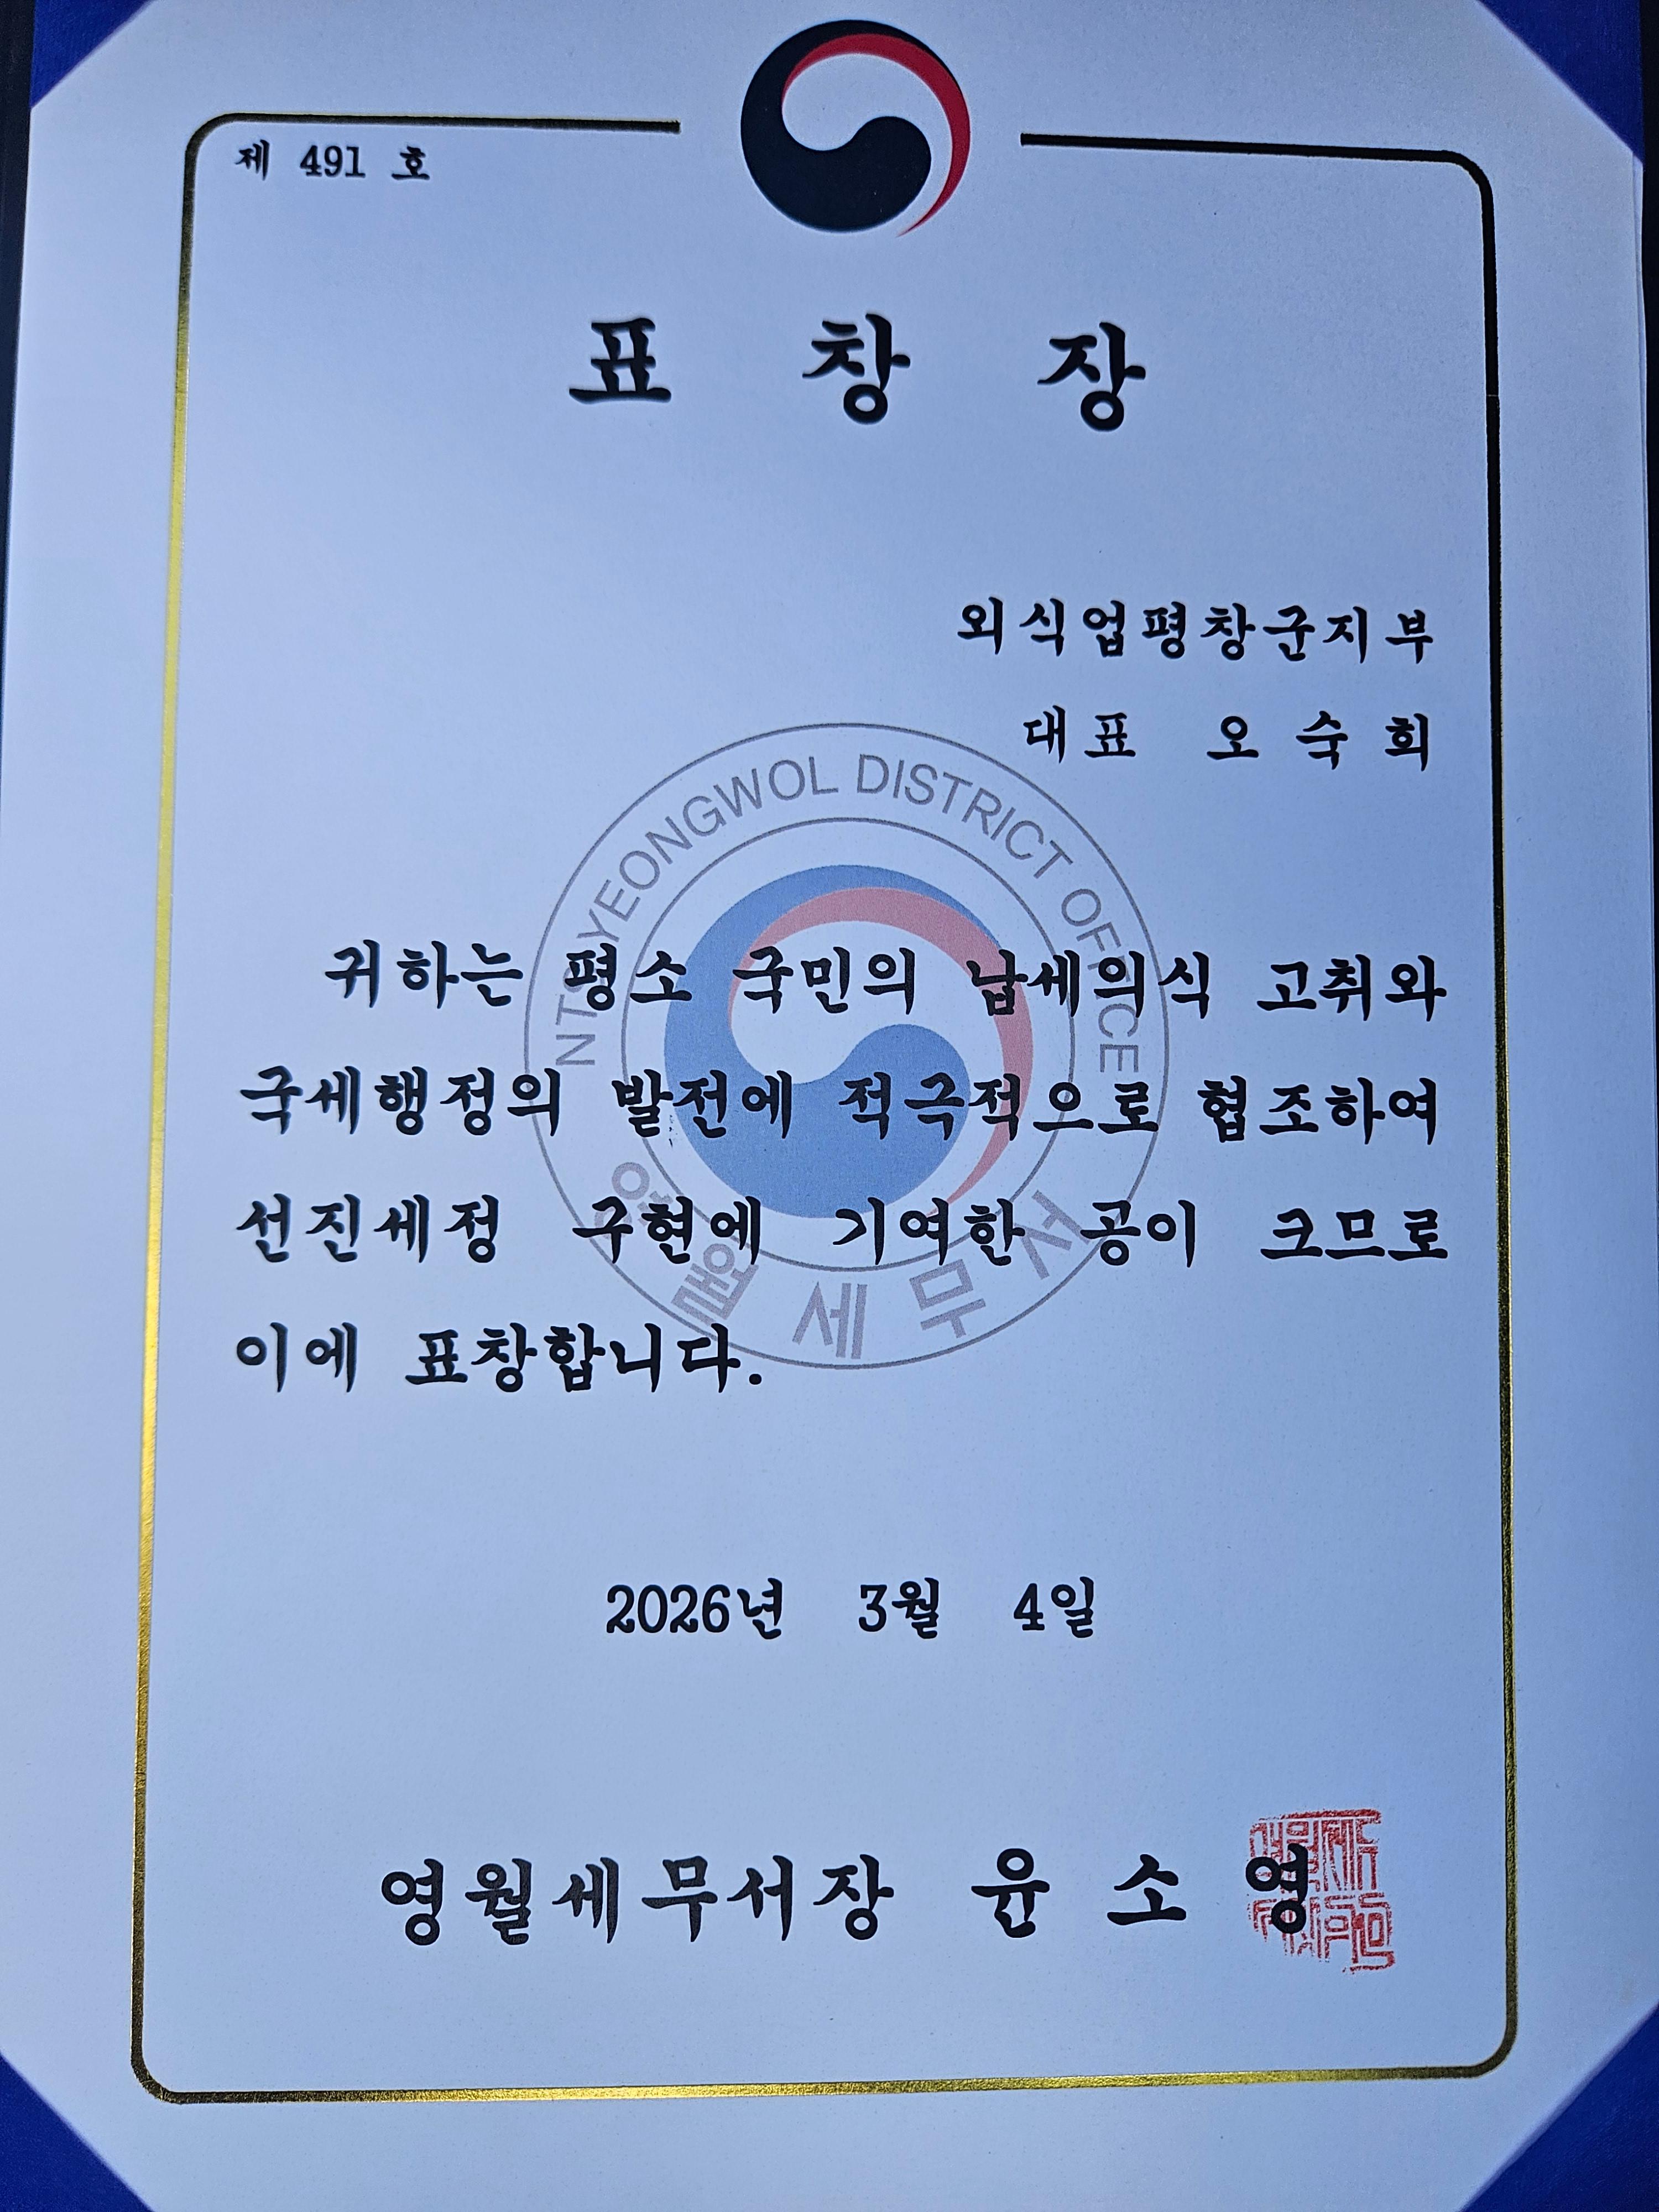 제 491 호
표 창 장
외식업평창군지부
대표 오 숙 희
NTS YEONGWOL DISTRICT OFFICE
귀하는 평소 국민의 납세의식 고취와
국세행정의 발전에 적극적으로 협조하여
선진세정 구현에 기여한 공이 크므로
이에 표창합니다.
영월세무서
2026년 3월 4일
영월세무서장 윤 소 영